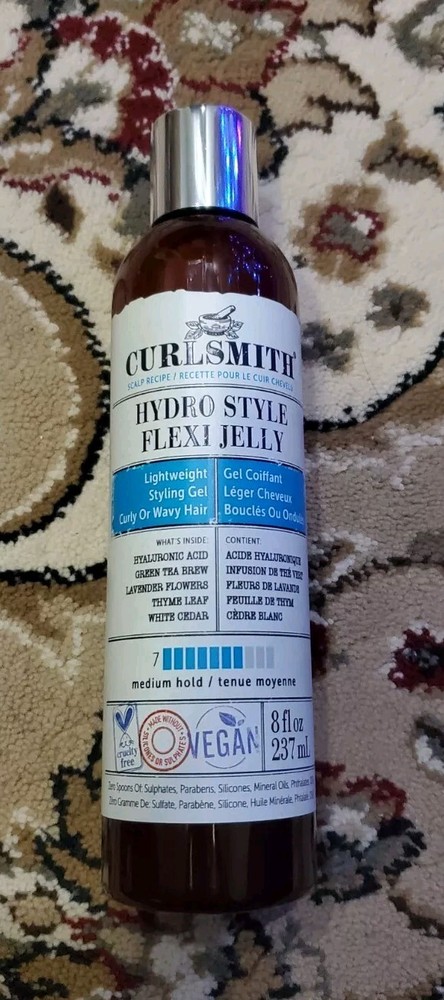 CURLSMITH®
SCALP RECIPE / RECETTE POUR LE CUIR CHEVELU
HYDRO STYLE
FLEXI JELLY
Lightweight
Styling Gel
Curly Or Wavy Hair
Gel Coiffant
Léger Cheveux
Bouclés Ou Ondulés
WHAT'S INSIDE:
HYALURONIC ACID
GREEN TEA BREW
LAVENDER FLOWERS
THYME LEAF
WHITE CEDAR
CONTIENT:
ACIDE HYALURONIQUE
INFUSION DE THÉ VERT
FLEURS DE LAVANDE
FEUILLE DE THYM
CÈDRE BLANC
7
medium hold / tenue moyenne
cruelty
free
MADE WITHOUT
SILICONES OR SULPHATES
VEGAN
8 fl oz
237 mL
Zero Spoons Of: Sulphates, Parabens, Silicones, Mineral Oils,
Zéro Gramme De: Sulfate, Parabène, Silicone, Huile Minérale,